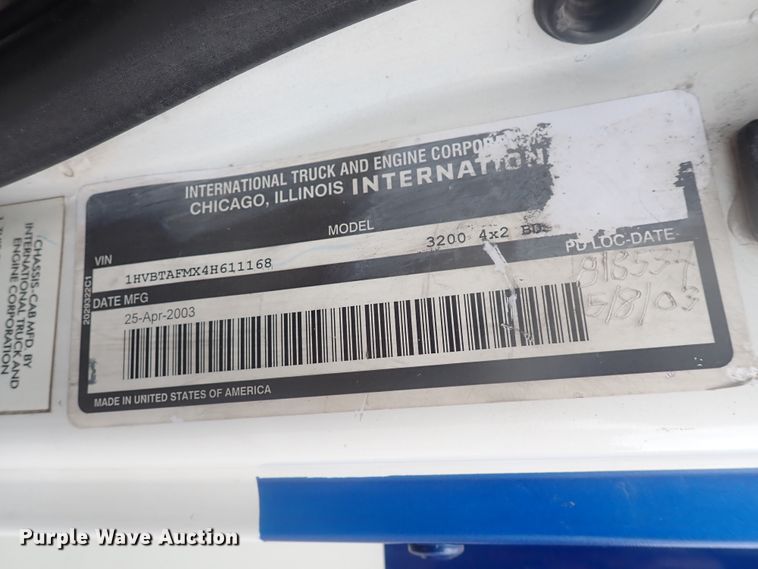 INTERNATIONAL TRUCK AND ENGINE
CHICAGO, ILLINOIS INTERNATION
MODEL
3200 4x2
VIN
1HVBTAFMX4H611168
PD LOC-DATE
DATE MFG
25-Apr-2003
5/8/03
MADE IN UNITED STATES OF AMERICA
2029322C1
CHASSIS-CAB MFD. BY
INTERNATIONAL TRUCK AND
ENGINE CORPORATION
Purple Wave Auction